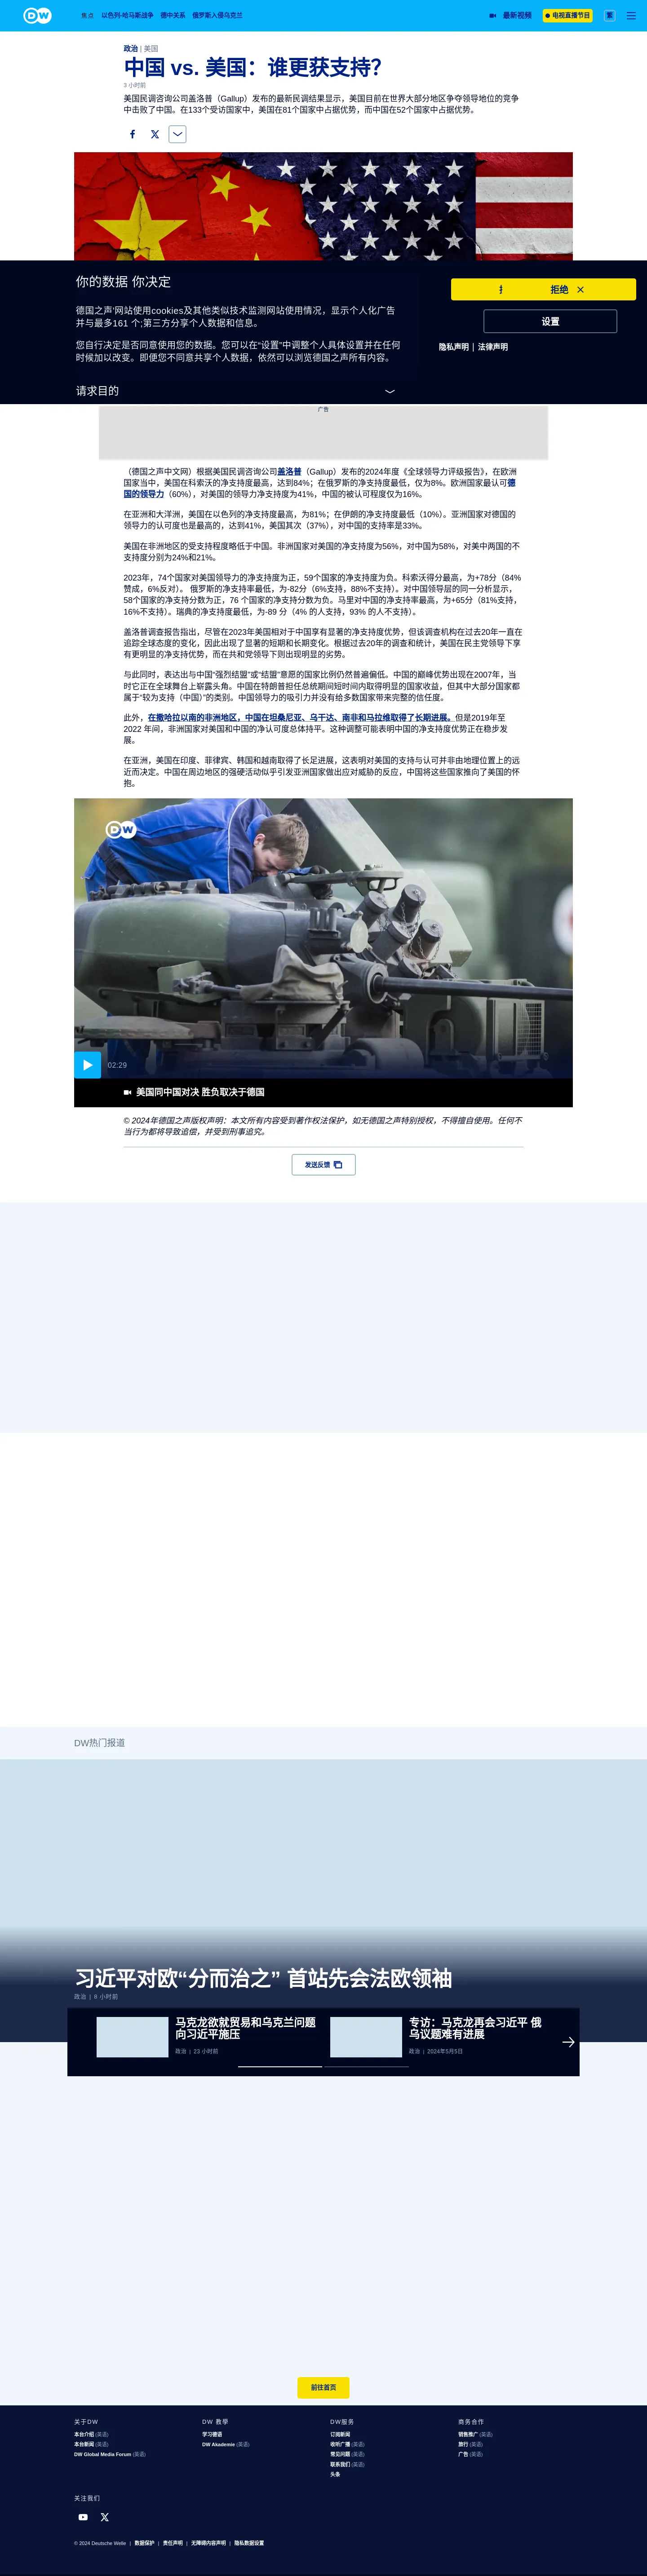 DW
焦点 以色列-哈马斯战争 德中关系 俄罗斯入侵乌克兰
最新视频 电视直播节目 繁
政治 | 美国
中国 vs. 美国：谁更获支持？
3 小时前
美国民调咨询公司盖洛普（Gallup）发布的最新民调结果显示，美国目前在世界大部分地区争夺领导地位的竞争
中击败了中国。在133个受访国家中，美国在81个国家中占据优势，而中国在52个国家中占据优势。
你的数据 你决定
德国之声'网站使用cookies及其他类似技术监测网站使用情况，显示个人化广告
并与最多161 个;第三方分享个人数据和信息。
您自行决定是否同意使用您的数据。您可以在“设置”中调整个人具体设置并在任何
时候加以改变。即便您不同意共享个人数据，依然可以浏览德国之声所有内容。
请求目的
拒绝
设置
隐私声明 | 法律声明
广告
（德国之声中文网）根据美国民调咨询公司盖洛普（Gallup）发布的2024年度《全球领导力评级报告》，在欧洲
国家当中，美国在科索沃的净支持度最高，达到84%；在俄罗斯的净支持度最低，仅为8%。欧洲国家最认可德
国的领导力（60%），对美国的领导力净支持度为41%，中国的被认可程度仅为16%。
在亚洲和大洋洲，美国在以色列的净支持度最高，为81%；在伊朗的净支持度最低（10%）。亚洲国家对德国的
领导力的认可度也是最高的，达到41%，美国其次（37%），对中国的支持率是33%。
美国在非洲地区的受支持程度略低于中国。非洲国家对美国的净支持度为56%，对中国为58%，对美中两国的不
支持度分别为24%和21%。
2023年，74个国家对美国领导力的净支持度为正，59个国家的净支持度为负。科索沃得分最高，为+78分（84%
赞成，6%反对）。 俄罗斯的净支持率最低，为-82分（6%支持，88%不支持）。对中国领导层的同一分析显示，
58个国家的净支持分数为正，76 个国家的净支持分数为负。马里对中国的净支持率最高，为+65分（81%支持，
16%不支持）。瑞典的净支持度最低，为-89 分（4% 的人支持，93% 的人不支持）。
盖洛普调查报告指出，尽管在2023年美国相对于中国享有显著的净支持度优势，但该调查机构在过去20年一直在
追踪全球态度的变化，因此出现了显著的短期和长期变化。根据过去20年的调查和统计，美国在民主党领导下享
有更明显的净支持优势，而在共和党领导下则出现明显的劣势。
与此同时，表达出与中国“强烈结盟”或“结盟”意愿的国家比例仍然普遍偏低。中国的巅峰优势出现在2007年，当
时它正在全球舞台上崭露头角。中国在特朗普担任总统期间短时间内取得明显的国家收益，但其中大部分国家都
属于“较为支持（中国）”的类别。中国领导力的吸引力并没有给多数国家带来完整的信任度。
此外，在撒哈拉以南的非洲地区，中国在坦桑尼亚、乌干达、南非和马拉维取得了长期进展。但是2019年至
2022 年间，非洲国家对美国和中国的净认可度总体持平。这种调整可能表明中国的净支持度优势正在稳步发
展。
在亚洲，美国在印度、菲律宾、韩国和越南取得了长足进展，这表明对美国的支持与认可并非由地理位置上的远
近而决定。中国在周边地区的强硬活动似乎引发亚洲国家做出应对威胁的反应，中国将这些国家推向了美国的怀
抱。
DW
02:29
美国同中国对决 胜负取决于德国
© 2024年德国之声版权声明：本文所有内容受到著作权法保护，如无德国之声特别授权，不得擅自使用。任何不
当行为都将导致追偿，并受到刑事追究。
发送反馈
DW热门报道
习近平对欧“分而治之” 首站先会法欧领袖
政治 | 8 小时前
马克龙欲就贸易和乌克兰问题
向习近平施压
政治 | 23 小时前
专访：马克龙再会习近平 俄
乌议题难有进展
政治 | 2024年5月5日
前往首页
关于DW
本台介绍 (英语)
本台新闻 (英语)
DW Global Media Forum (英语)
DW 教學
学习德语
DW Akademie (英语)
DW服务
订阅新闻
收听广播 (英语)
常见问题 (英语)
联系我们 (英语)
头条
商务合作
销售推广 (英语)
旅行 (英语)
广告 (英语)
关注我们
© 2024 Deutsche Welle | 数据保护 | 责任声明 | 无障碍内容声明 | 隐私数据设置